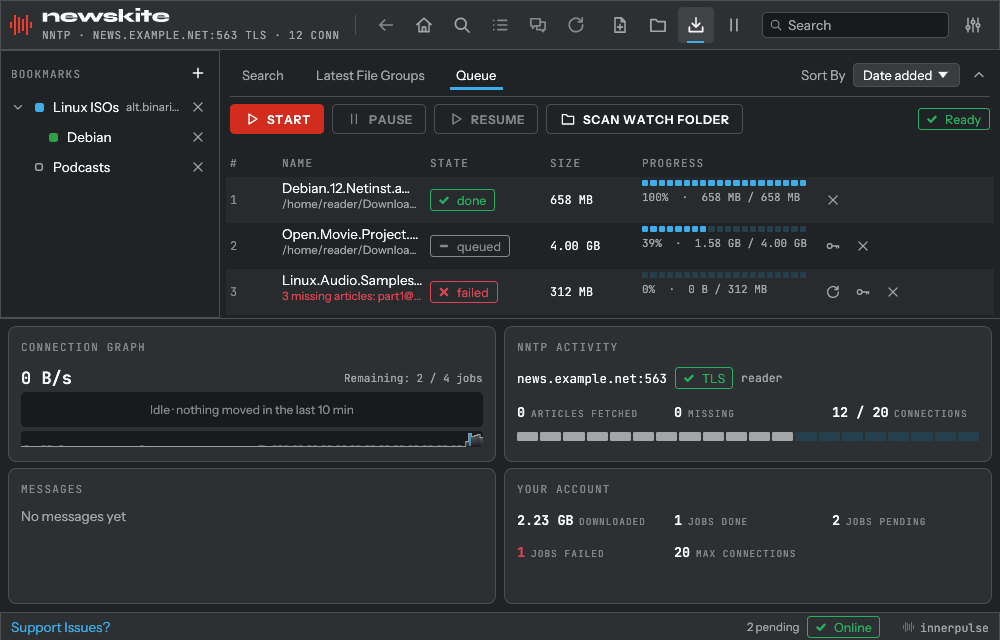 newskite
NNTP · NEWS.EXAMPLE.NET:563 TLS · 12 CONN
Search
BOOKMARKS
Linux ISOs alt.binari...
Debian
Podcasts
Search Latest File Groups Queue
Sort By Date added
START PAUSE RESUME SCAN WATCH FOLDER
Ready
# NAME STATE SIZE PROGRESS
1 Debian.12.Netinst.a... done 658 MB 100% · 658 MB / 658 MB
/home/reader/Downloa...
2 Open.Movie.Project.... queued 4.00 GB 39% · 1.58 GB / 4.00 GB
/home/reader/Downloa...
3 Linux.Audio.Samples... failed 312 MB 0% · 0 B / 312 MB
3 missing articles: part1@...
CONNECTION GRAPH
0 B/s Remaining: 2 / 4 jobs
Idle · nothing moved in the last 10 min
NNTP ACTIVITY
news.example.net:563 TLS reader
0 ARTICLES FETCHED 0 MISSING 12 / 20 CONNECTIONS
MESSAGES
No messages yet
YOUR ACCOUNT
2.23 GB DOWNLOADED 1 JOBS DONE 2 JOBS PENDING
1 JOBS FAILED 20 MAX CONNECTIONS
Support Issues? 2 pending Online innerpulse